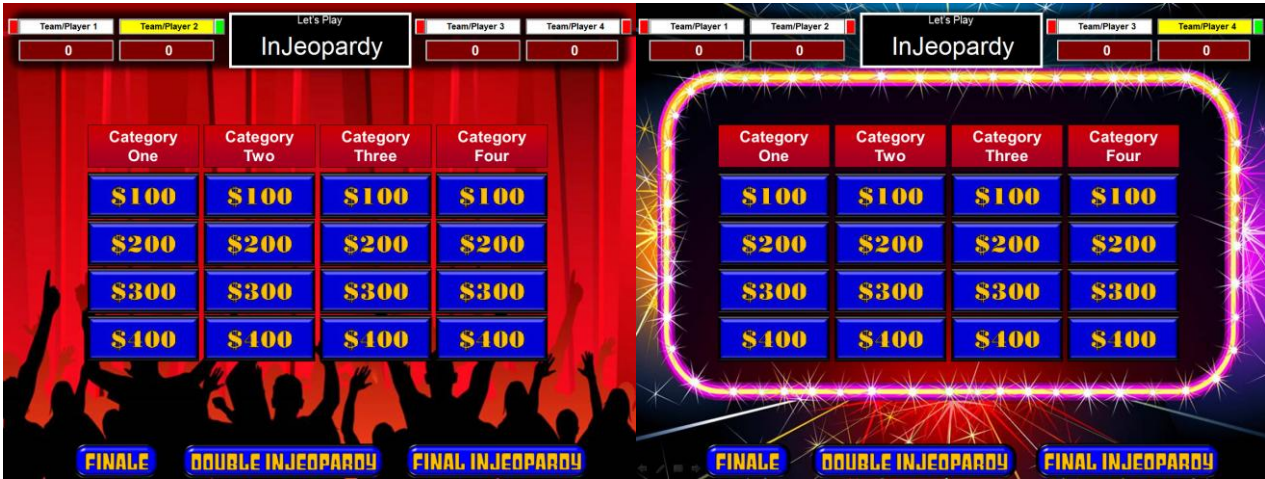 Team/Player 1 Team/Player 2 Let's Play Team/Player 3 Team/Player 4
0 0 InJeopardy 0 0
Category One Category Two Category Three Category Four
$100 $100 $100 $100
$200 $200 $200 $200
$300 $300 $300 $300
$400 $400 $400 $400
FINALE DOUBLE INJEOPARDY FINAL INJEOPARDY
Team/Player 1 Team/Player 2 Let's Play Team/Player 3 Team/Player 4
0 0 InJeopardy 0 0
Category One Category Two Category Three Category Four
$100 $100 $100 $100
$200 $200 $200 $200
$300 $300 $300 $300
$400 $400 $400 $400
FINALE DOUBLE INJEOPARDY FINAL INJEOPARDY